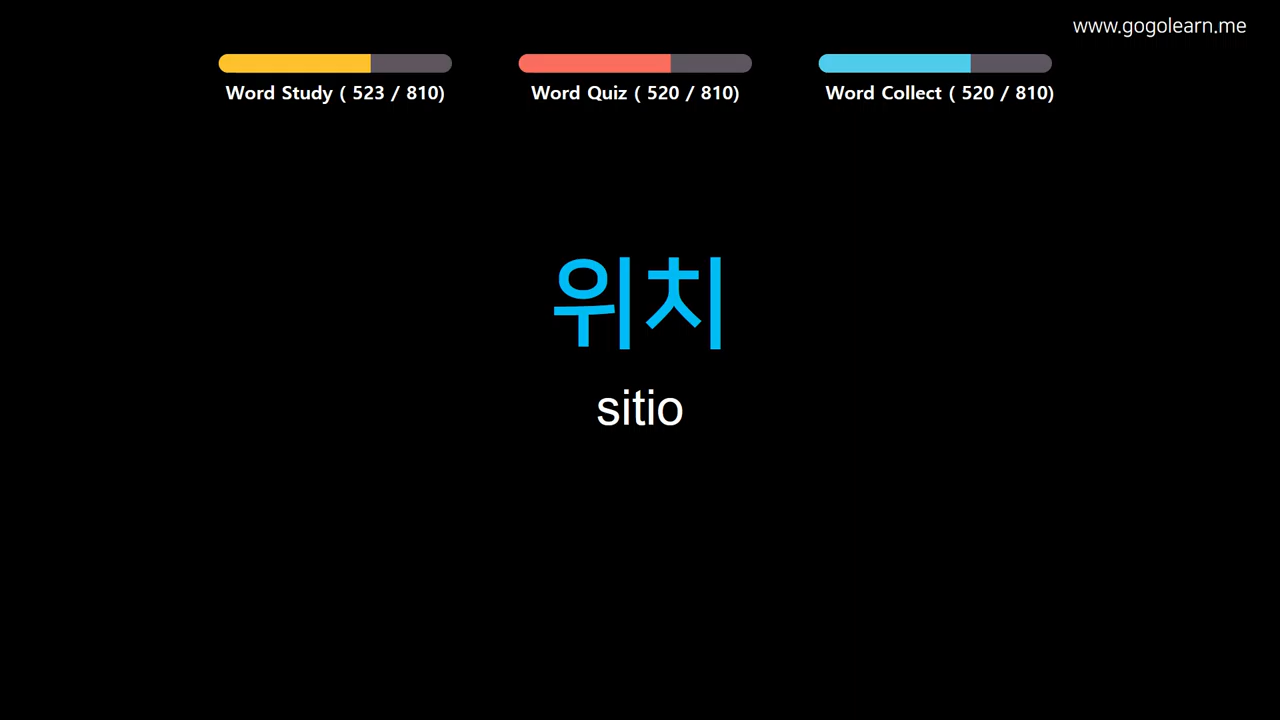 www.gogolearn.me
Word Study ( 523 / 810)
Word Quiz ( 520 / 810)
Word Collect ( 520 / 810)
위치
sitio